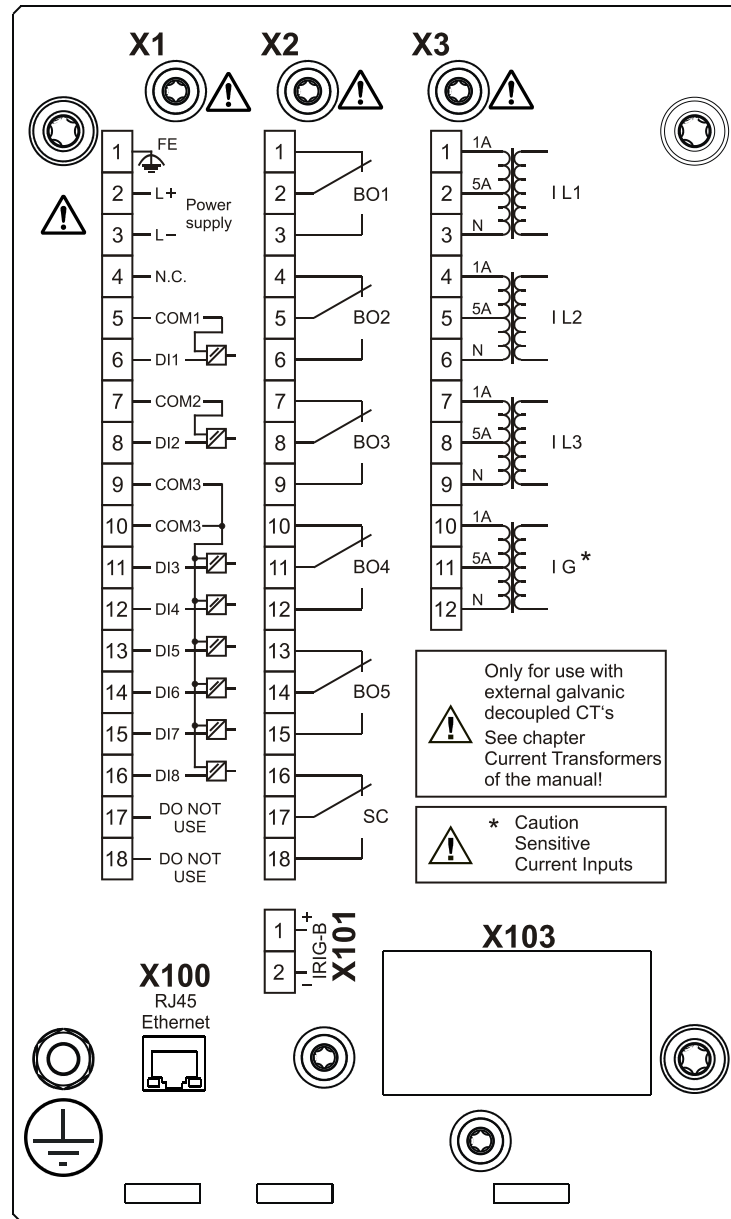 X1 X2 X3
1 FE
2 L+
Power
supply
3 L–
4 N.C.
5 COM1
6 DI1
7 COM2
8 DI2
9 COM3
10 COM3
11 DI3
12 DI4
13 DI5
14 DI6
15 DI7
16 DI8
17 DO NOT
USE
18 DO NOT
USE
1
2 BO1
3
4
5 BO2
6
7
8 BO3
9
10
11 BO4
12
13
14 BO5
15
16
17 SC
18
1 1A
2 5A I L1
3 N
4 1A
5 5A I L2
6 N
7 1A
8 5A I L3
9 N
10 1A
11 5A I G *
12 N
Only for use with
external galvanic
decoupled CT‘s
See chapter
Current Transformers
of the manual!
* Caution
Sensitive
Current Inputs
1 +
2 –
IRIG-B
X101
X100
RJ45
Ethernet
X103